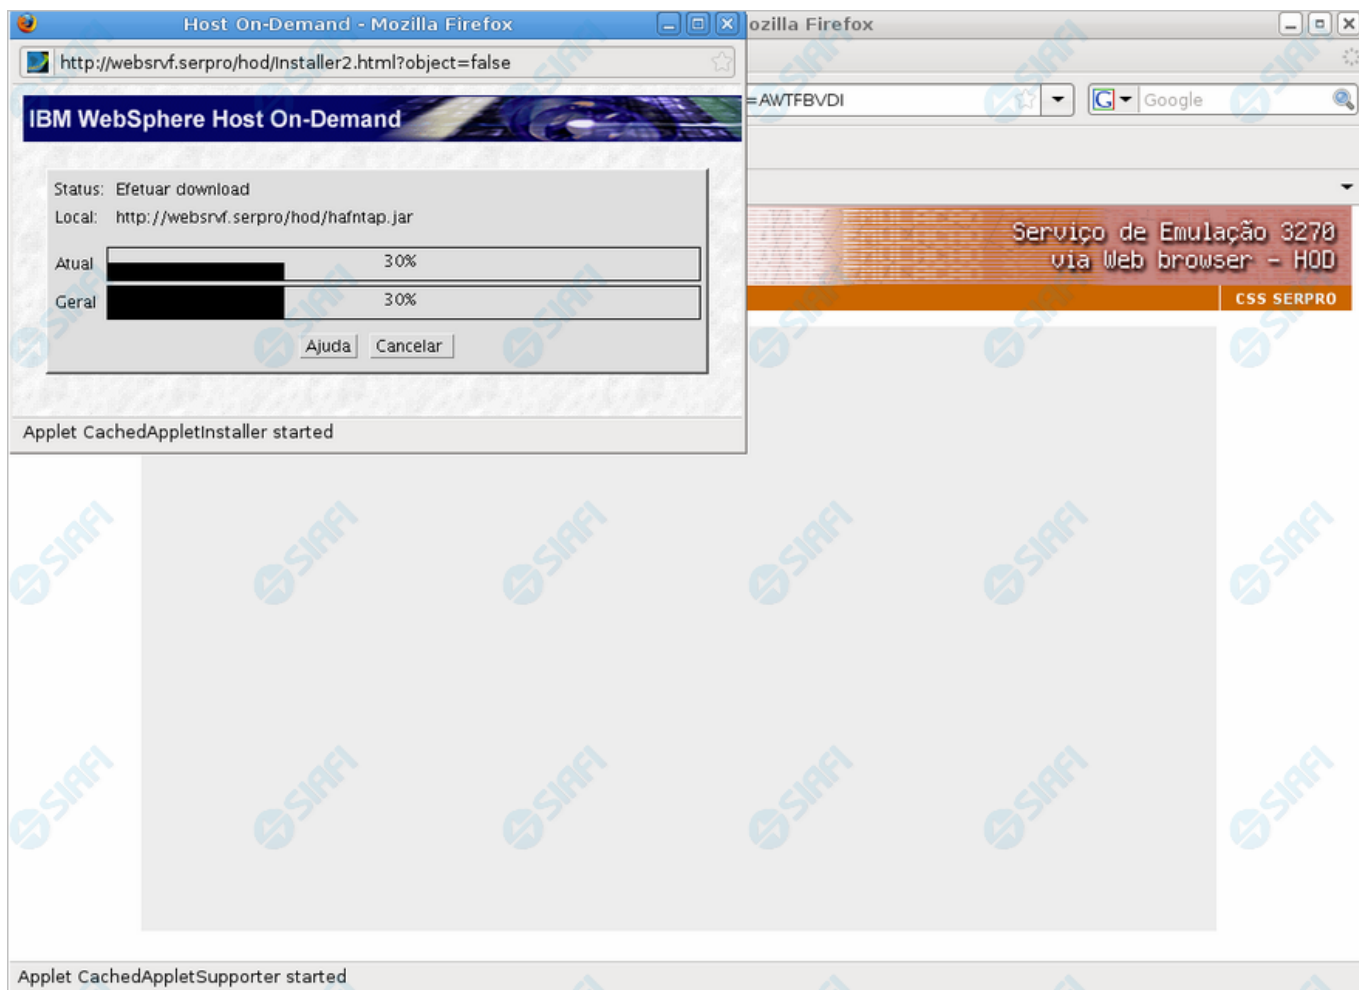 Host On-Demand - Mozilla Firefox
ozilla Firefox
http://websrvf.serpro/hod/Installer2.html?object=false
=AWTFBVDI
Google
IBM WebSphere Host On-Demand
Status: Efetuar download
Local: http://websrvf.serpro/hod/hafntap.jar
Atual 30%
Geral 30%
Ajuda Cancelar
Applet CachedAppletInstaller started
Serviço de Emulação 3270
via Web browser - HOD
CSS SERPRO
SIAFI
Applet CachedAppletSupporter started